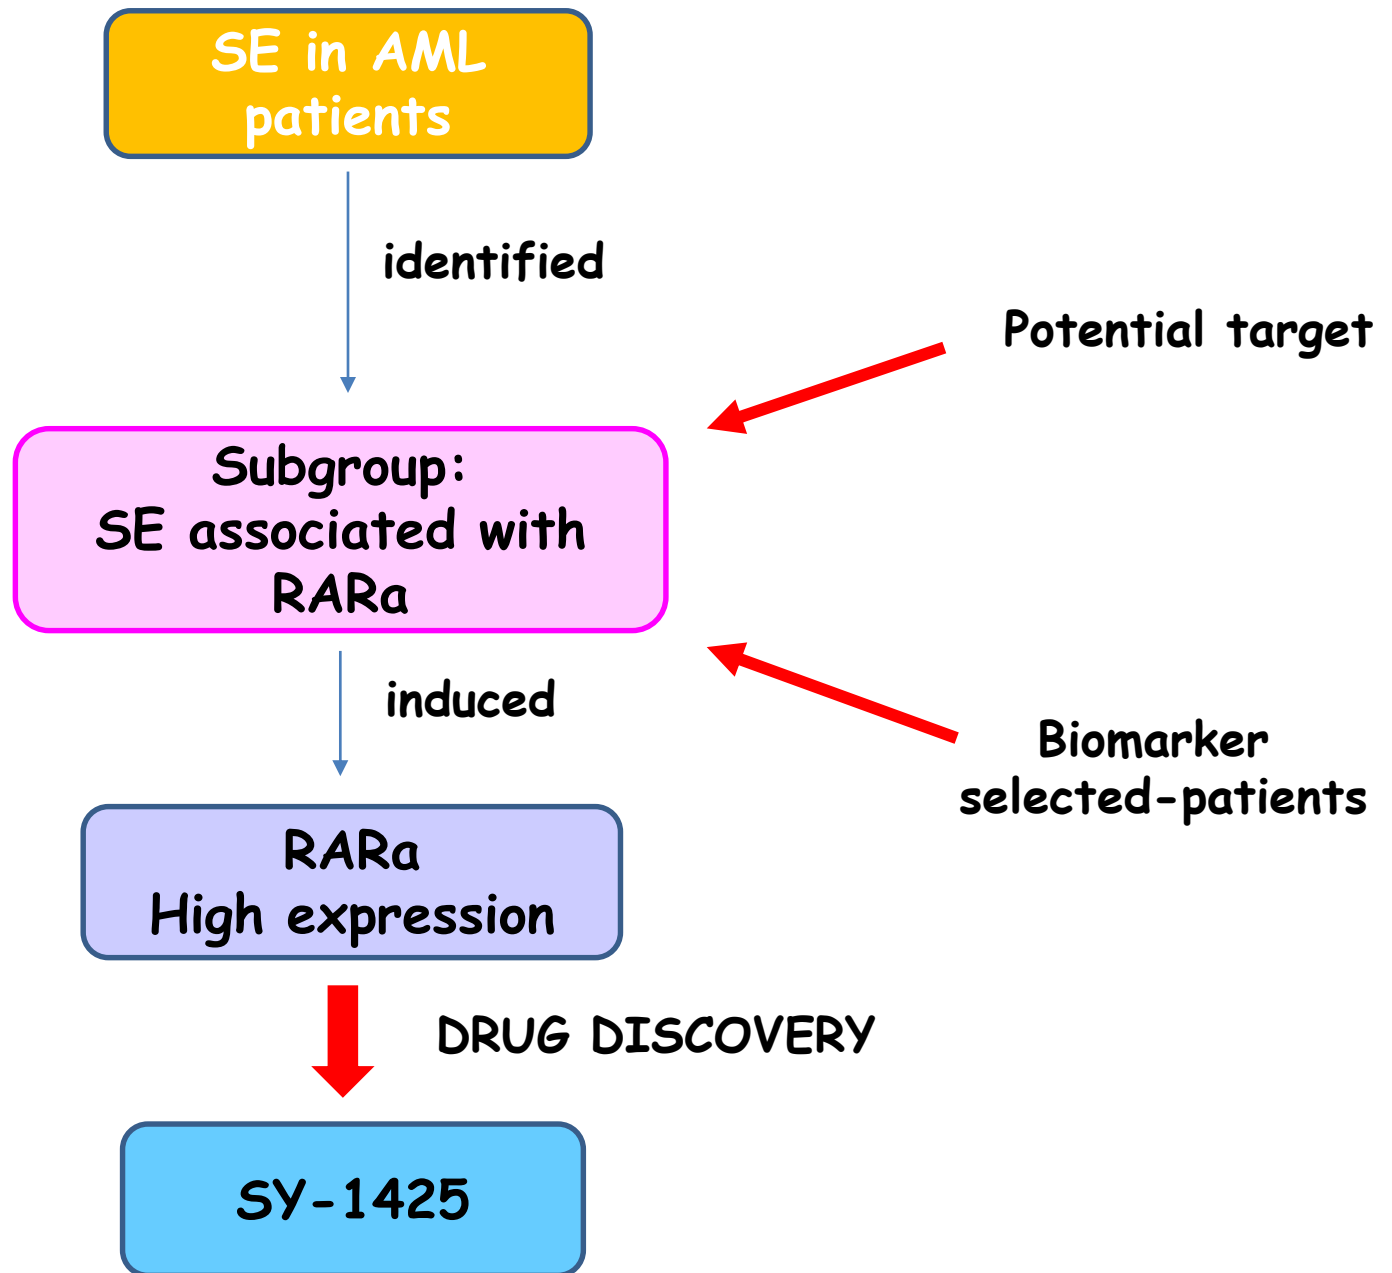 SE in AML
patients
identified
Potential target
Subgroup:
SE associated with
RARa
induced
Biomarker
selected-patients
RARa
High expression
DRUG DISCOVERY
SY-1425